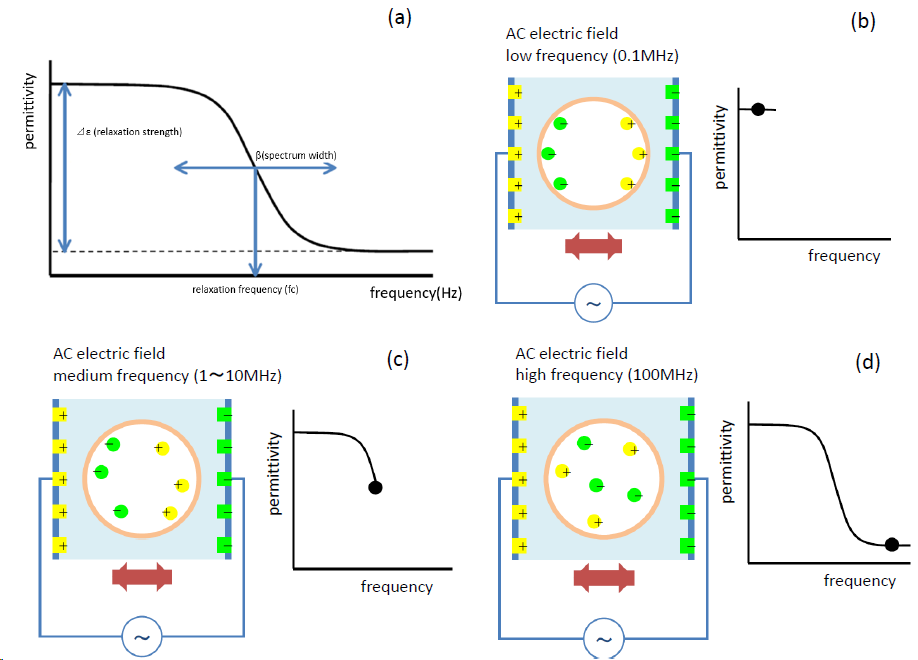 (a)
permittivity
⊿ε (relaxation strength)
β(spectrum width)
relaxation frequency (fc)
frequency(Hz)
(b)
AC electric field
low frequency (0.1MHz)
+ −
+ − + −
+ − + −
+ − + −
+ −
~
permittivity
frequency
(c)
AC electric field
medium frequency (1～10MHz)
+ −
+ − + −
+ − + −
+ − + −
+ −
~
permittivity
frequency
(d)
AC electric field
high frequency (100MHz)
+ −
+ − + −
+ + − − −
+ + −
+ −
~
permittivity
frequency